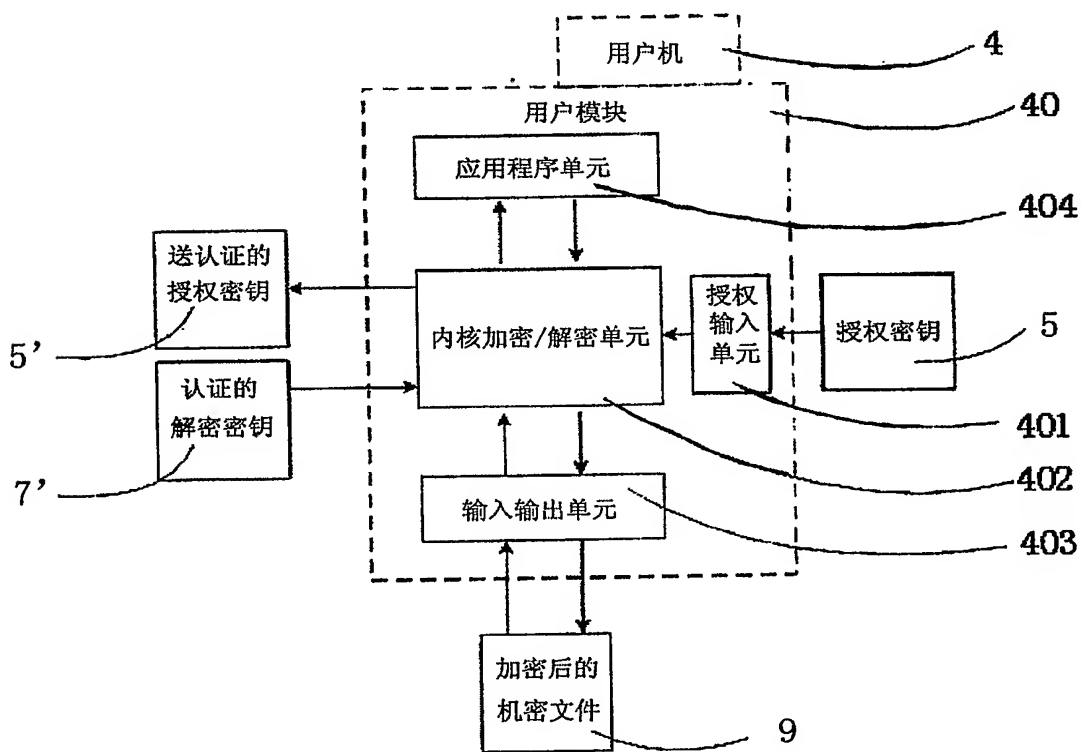 用户机
4
用户模块
40
应用程序单元
404
送认证的
授权密钥
5’
内核加密/解密单元
授权
输入
单元
401
授权密钥
5
认证的
解密密钥
7’
402
输入输出单元
403
加密后的
机密文件
9